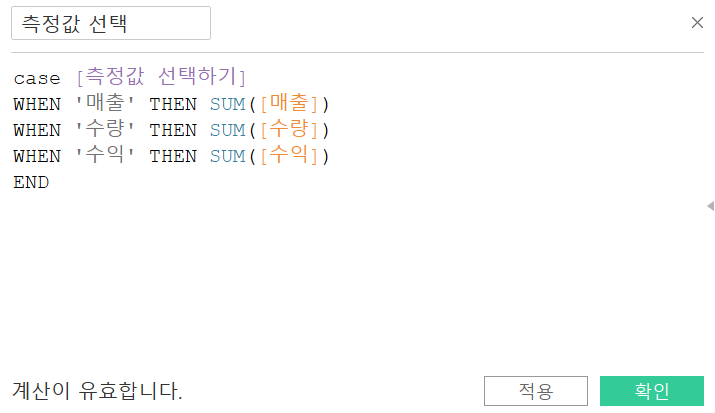 측정값 선택
case [측정값 선택하기]
WHEN '매출' THEN SUM([매출])
WHEN '수량' THEN SUM([수량])
WHEN '수익' THEN SUM([수익])
END
계산이 유효합니다.
적용
확인